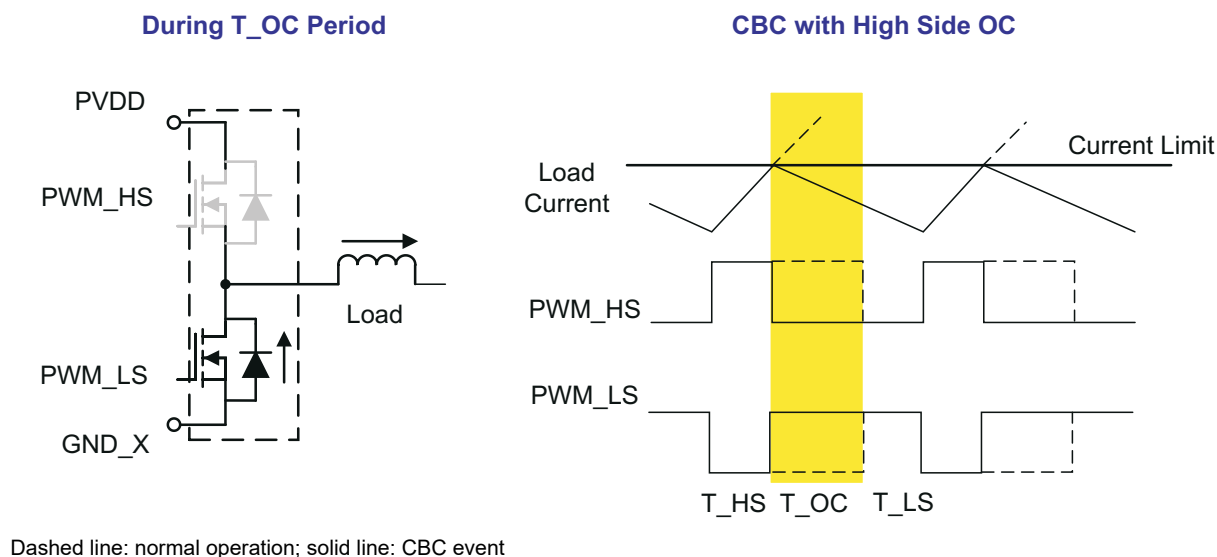 During T_OC Period
PVDD
PWM_HS
Load
PWM_LS
GND_X
CBC with High Side OC
Current Limit
Load
Current
PWM_HS
PWM_LS
T_HS T_OC T_LS
Dashed line: normal operation; solid line: CBC event